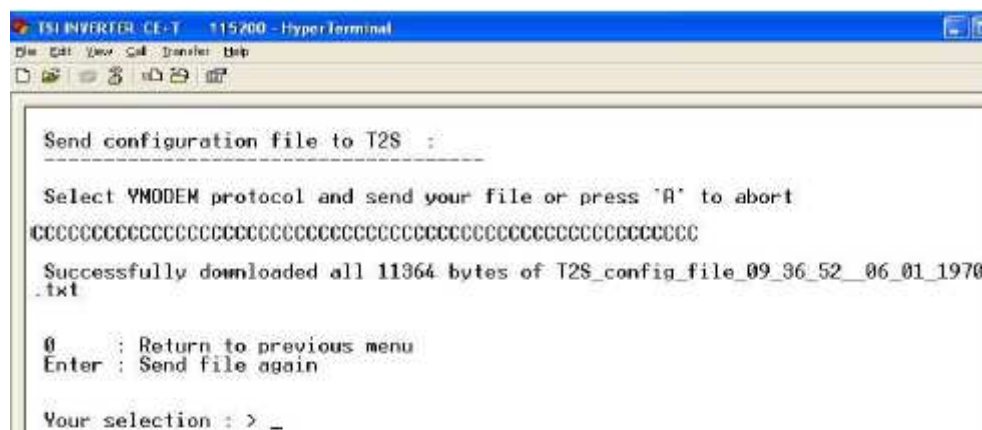 TSI INVERTER CE+T 115200 - HyperTerminal
File Edit View Call Transfer Help
Send configuration file to T2S :
-------------------------------------
Select YMODEM protocol and send your file or press 'A' to abort
CCCCCCCCCCCCCCCCCCCCCCCCCCCCCCCCCCCCCCCCCCCCCCCCCCCCCCCC
Successfully downloaded all 11364 bytes of T2S_config_file_09_36_52__06_01_1970
.txt
0 : Return to previous menu
Enter : Send file again
Your selection : > _